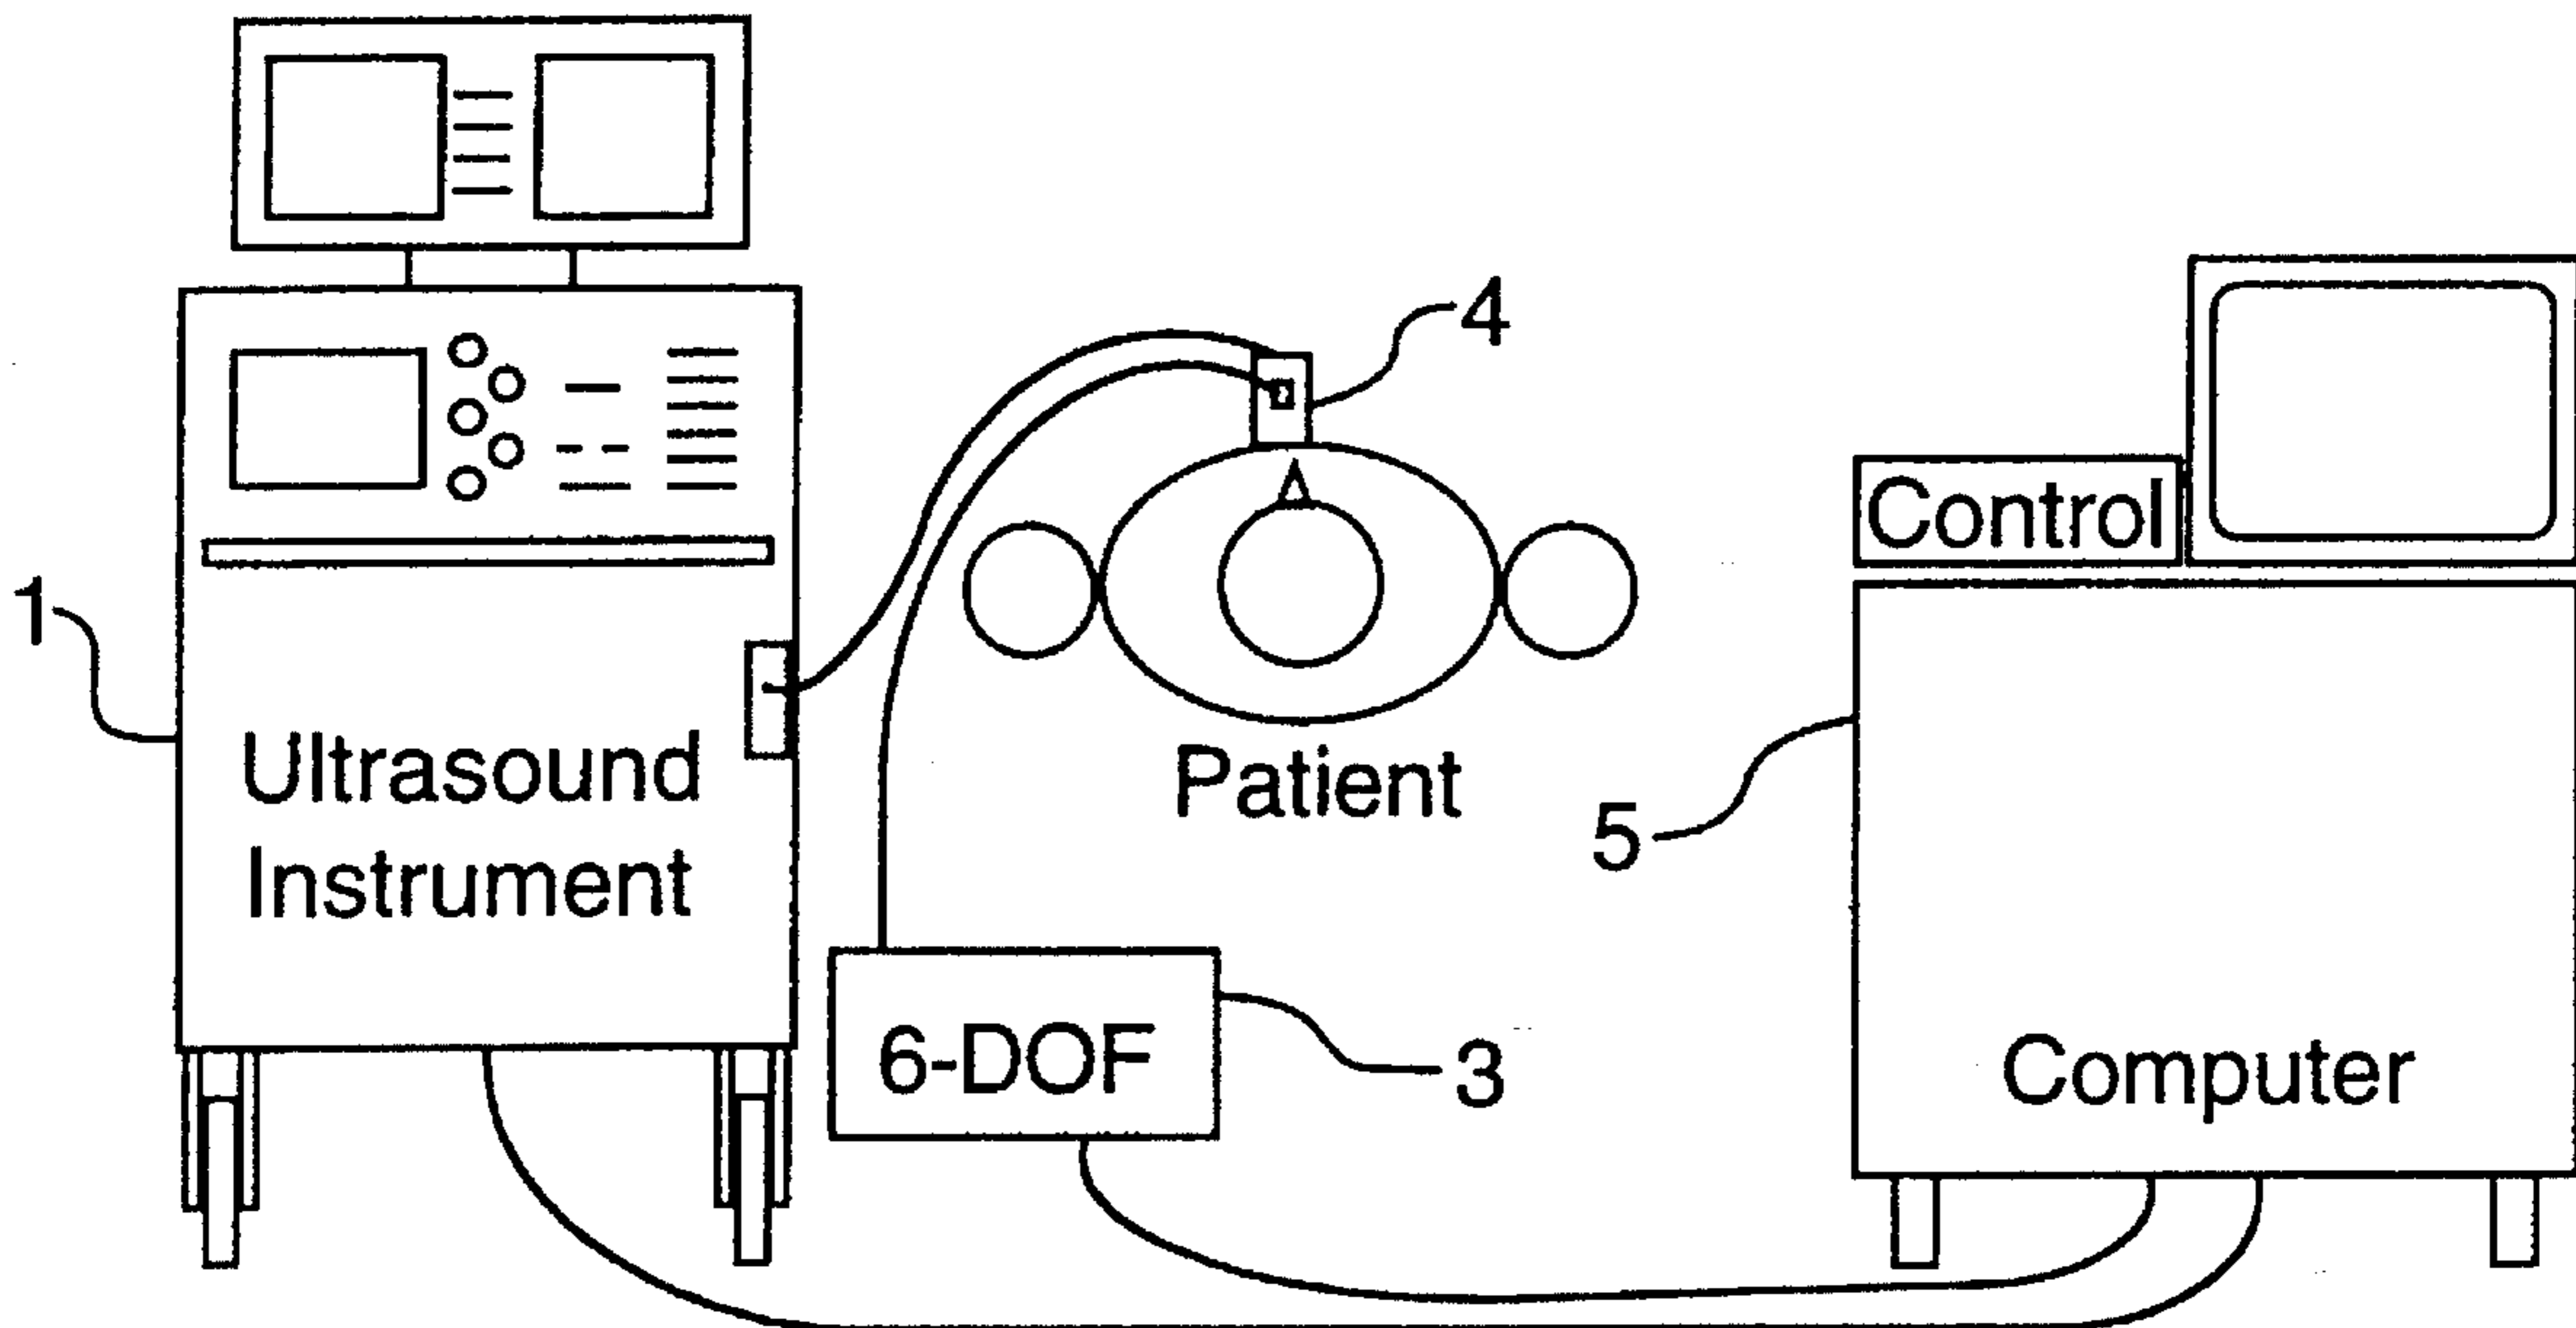 4
Control
1
Ultrasound
Instrument
Patient
5
6-DOF
3
Computer